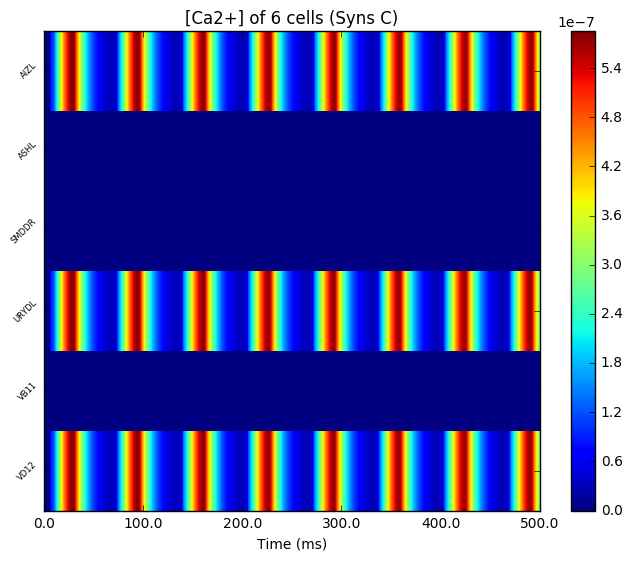 [Ca2+] of 6 cells (Syns C)
1e−7
AIZL
ASHL
SMDDR
URYDL
VB11
VD12
5.4
4.8
4.2
3.6
3.0
2.4
1.8
1.2
0.6
0.0
0.0 100.0 200.0 300.0 400.0 500.0
Time (ms)